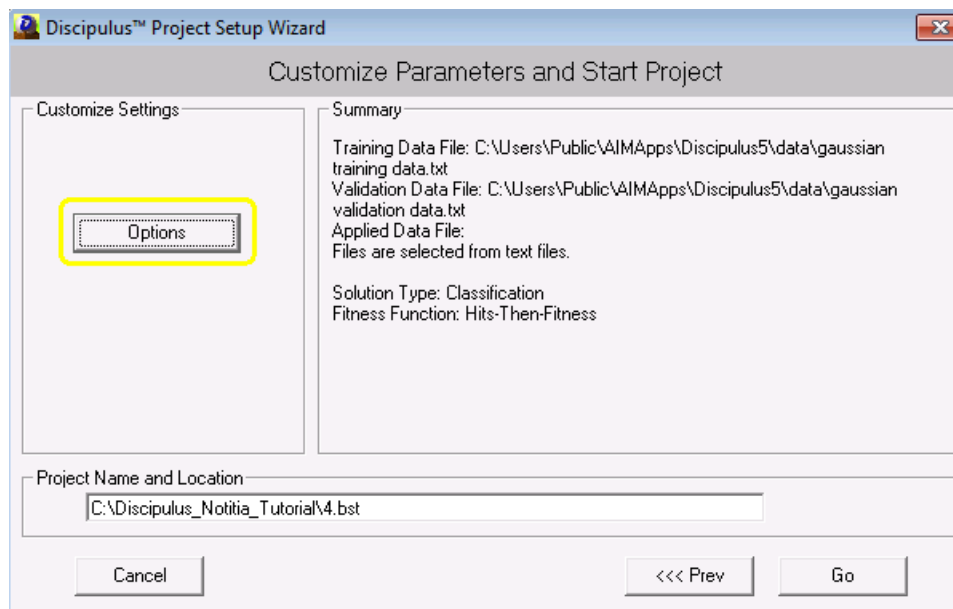 Discipulus™ Project Setup Wizard
Customize Parameters and Start Project
Customize Settings
Options
Summary
Training Data File: C:\Users\Public\AIMApps\Discipulus5\data\gaussian
training data.txt
Validation Data File: C:\Users\Public\AIMApps\Discipulus5\data\gaussian
validation data.txt
Applied Data File:
Files are selected from text files.
Solution Type: Classification
Fitness Function: Hits-Then-Fitness
Project Name and Location
C:\Discipulus_Notitia_Tutorial\4.bst
Cancel
<<< Prev
Go